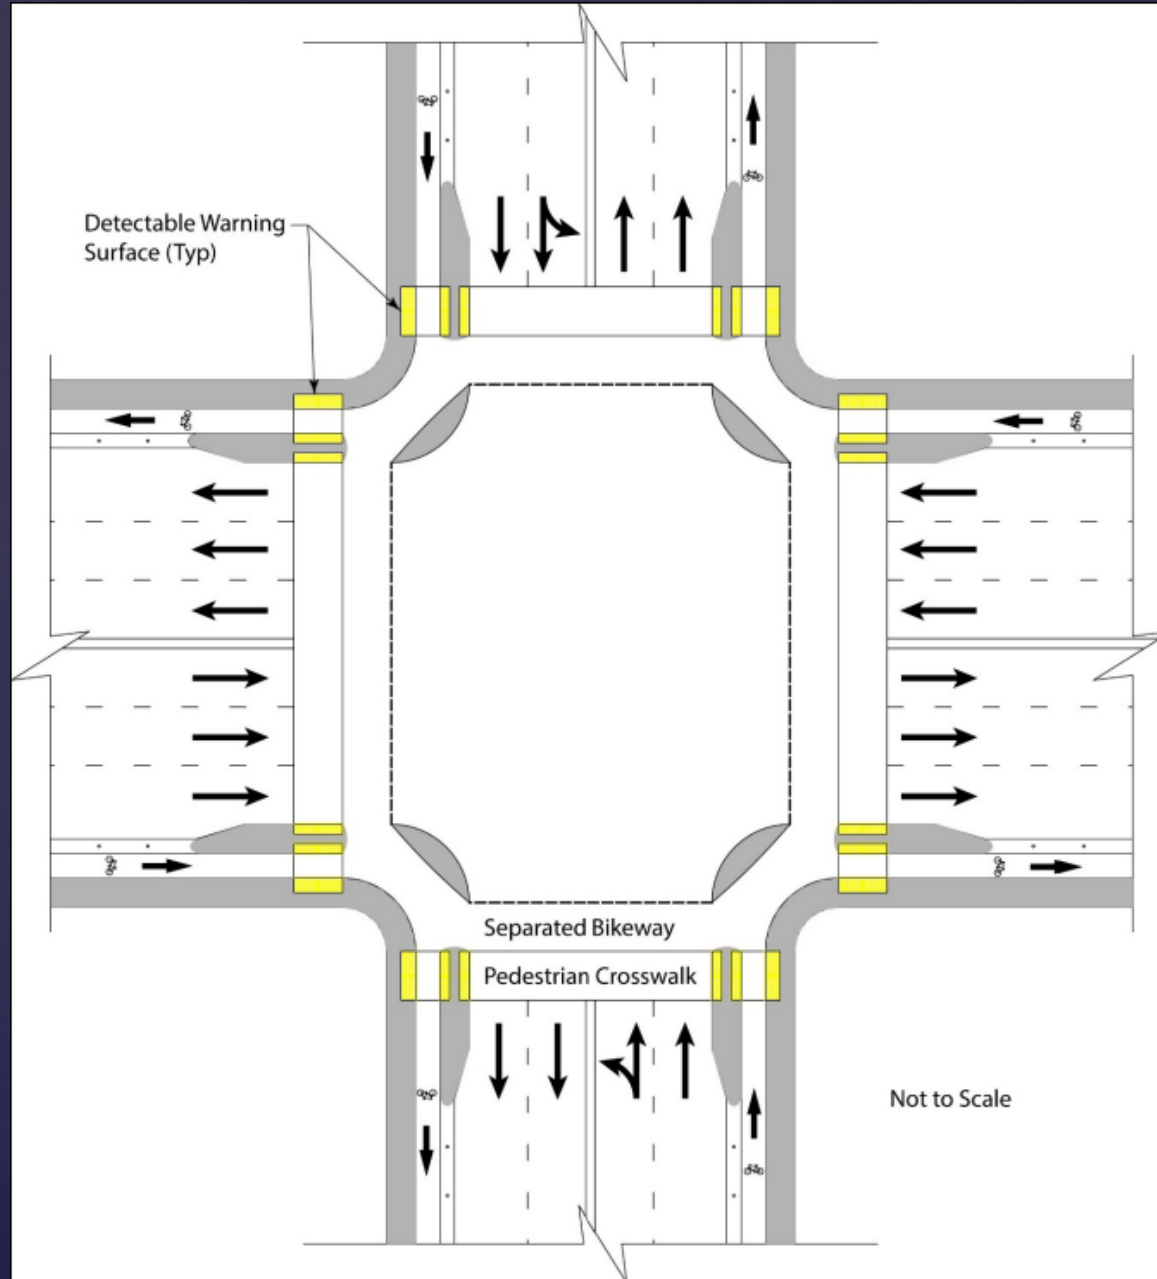 Detectable Warning
Surface (Typ)
Separated Bikeway
Pedestrian Crosswalk
Not to Scale